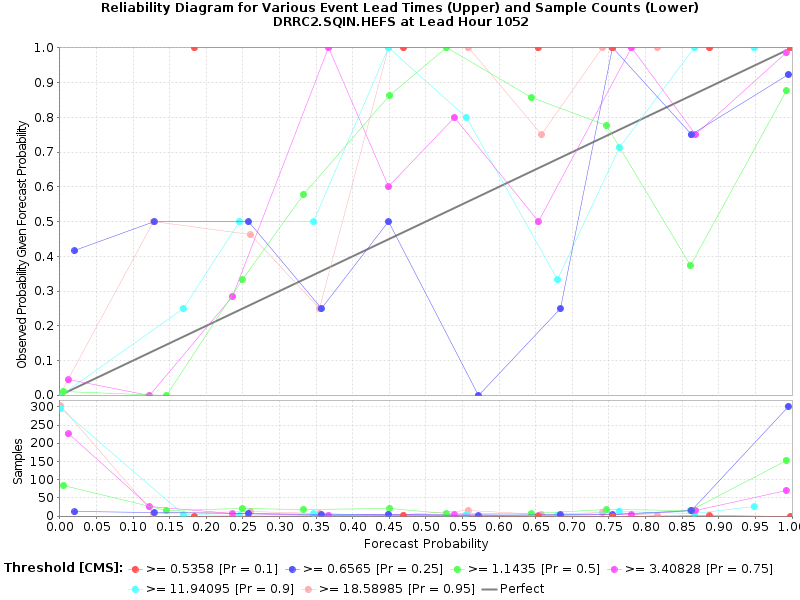 Reliability Diagram for Various Event Lead Times (Upper) and Sample Counts (Lower)
DRRC2.SQIN.HEFS at Lead Hour 1052
Observed Probability Given Forecast Probability
1.0
0.9
0.8
0.7
0.6
0.5
0.4
0.3
0.2
0.1
0.0
Samples
300
250
200
150
100
50
0
0.00 0.05 0.10 0.15 0.20 0.25 0.30 0.35 0.40 0.45 0.50 0.55 0.60 0.65 0.70 0.75 0.80 0.85 0.90 0.95 1.0
Forecast Probability
Threshold [CMS]: >= 0.5358 [Pr = 0.1] >= 0.6565 [Pr = 0.25] >= 1.1435 [Pr = 0.5] >= 3.40828 [Pr = 0.75]
>= 11.94095 [Pr = 0.9] >= 18.58985 [Pr = 0.95] Perfect